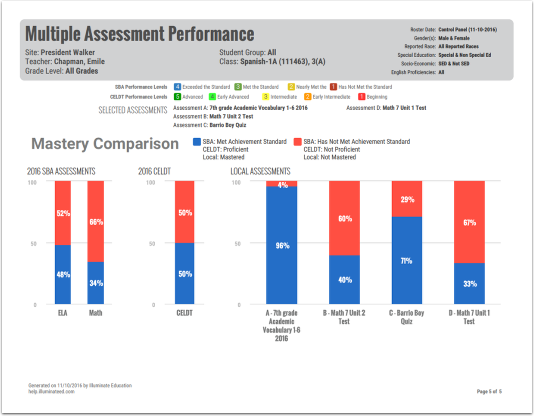 Multiple Assessment Performance
Site: President Walker
Teacher: Chapman, Emile
Grade Level: All Grades
Student Group: All
Class: Spanish-1A (111463), 3(A)
Roster Date: Control Panel (11-10-2016)
Gender(s): Male & Female
Reported Race: All Reported Races
Special Education: Special & Non Special Ed
Socio-Economic: SED & Not SED
English Proficiencies: All
SBA Performance Levels 4 Exceeded the Standard 3 Met the Standard 2 Nearly Met the 1 Has Not Met the Standard
CELDT Performance Levels 5 Advanced 4 Early Advanced 3 Intermediate 2 Early Intermediate 1 Beginning
SELECTED ASSESSMENTS
Assessment A: 7th grade Academic Vocabulary 1-6 2016
Assessment B: Math 7 Unit 2 Test
Assessment C: Barrio Boy Quiz
Assessment D: Math 7 Unit 1 Test
Mastery Comparison
SBA: Met Achievement Standard
CELDT: Proficient
Local: Mastered
SBA: Has Not Met Achievement Standard
CELDT: Not Proficient
Local: Not Mastered
2016 SBA ASSESSMENTS
100
50
0
52%
48%
ELA
66%
34%
Math
2016 CELDT
100
50
0
50%
50%
CELDT
LOCAL ASSESSMENTS
100
50
0
4%
96%
A - 7th grade
Academic
Vocabulary 1-6
2016
60%
40%
B - Math 7 Unit 2
Test
29%
71%
C - Barrio Boy
Quiz
67%
33%
D - Math 7 Unit 1
Test
Generated on 11/10/2016 by Illuminate Education
help.illuminateed.com
Page 5 of 5